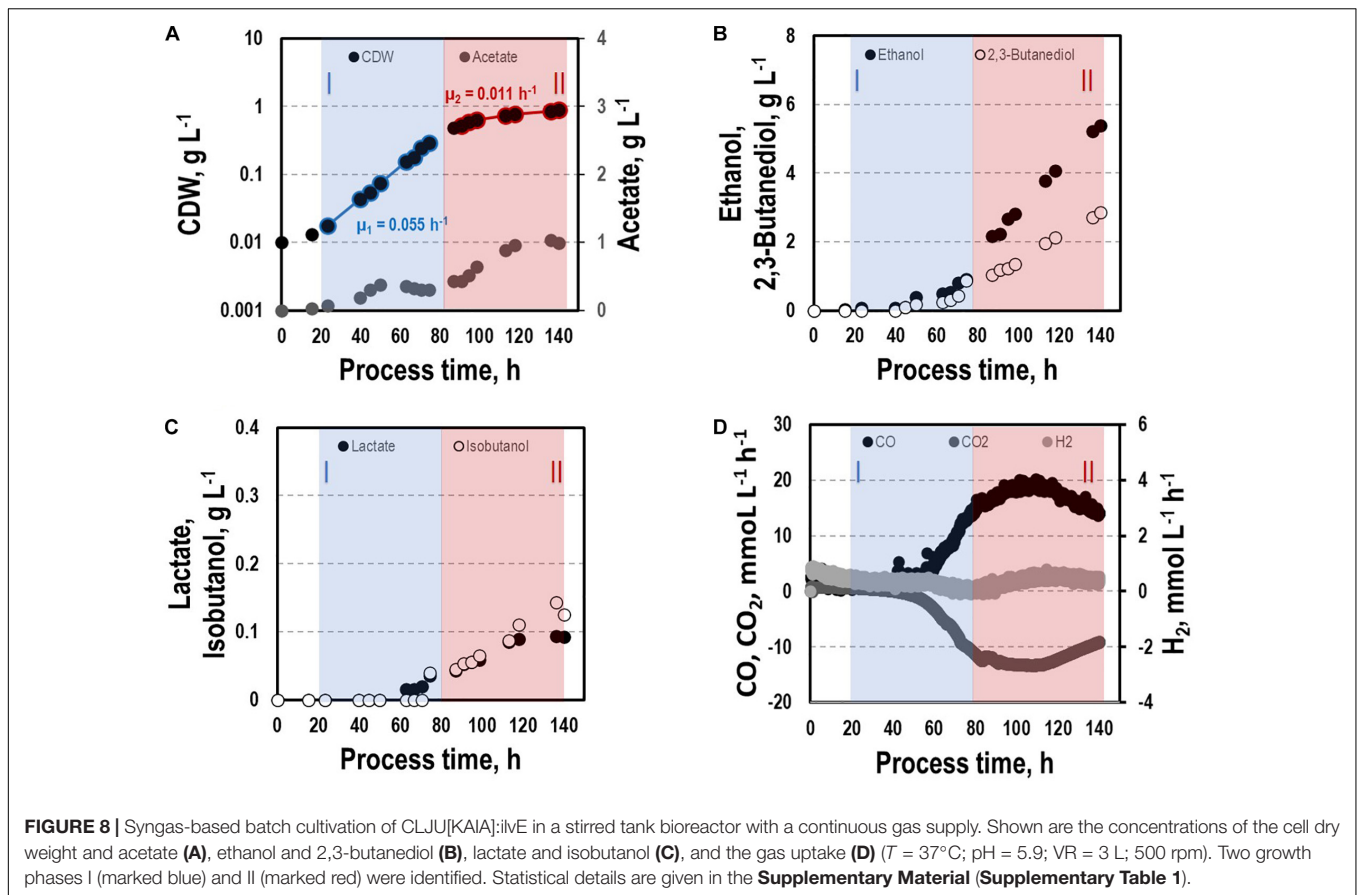 A
CDW
Acetate
I
II
μ₂ = 0.011 h⁻¹
μ₁ = 0.055 h⁻¹
10
1
0.1
0.01
0.001
4
3
2
1
0
CDW, g L⁻¹
Acetate, g L⁻¹
0 20 40 60 80 100 120 140
Process time, h
B
Ethanol
2,3-Butanediol
I
II
8
6
4
2
0
Ethanol,
2,3-Butanediol, g L⁻¹
0 20 40 60 80 100 120 140
Process time, h
C
Lactate
Isobutanol
I
II
0.4
0.3
0.2
0.1
0
Lactate,
Isobutanol, g L⁻¹
0 20 40 60 80 100 120 140
Process time, h
D
CO
CO2
H2
I
II
30
20
10
0
-10
-20
6
4
2
0
-2
-4
CO, CO₂, mmoL L⁻¹ h⁻¹
H₂, mmol L⁻¹ h⁻¹
0 20 40 60 80 100 120 140
Process time, h
FIGURE 8 | Syngas-based batch cultivation of CLJU[KAIA]:ilvE in a stirred tank bioreactor with a continuous gas supply. Shown are the concentrations of the cell dry
weight and acetate (A), ethanol and 2,3-butanediol (B), lactate and isobutanol (C), and the gas uptake (D) (T = 37°C; pH = 5.9; VR = 3 L; 500 rpm). Two growth
phases I (marked blue) and II (marked red) were identified. Statistical details are given in the Supplementary Material (Supplementary Table 1).